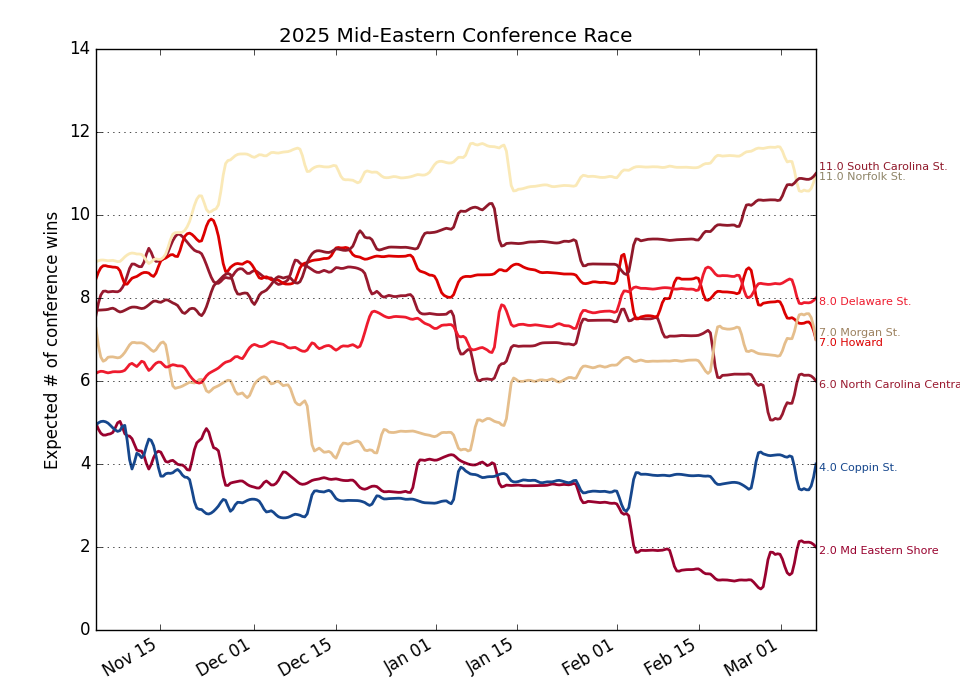 2025 Mid-Eastern Conference Race
Expected # of conference wins
14
12
10
8
6
4
2
0
11.0 South Carolina St.
11.0 Norfolk St.
8.0 Delaware St.
7.0 Morgan St.
7.0 Howard
6.0 North Carolina Centra
4.0 Coppin St.
2.0 Md Eastern Shore
Nov 15
Dec 01
Dec 15
Jan 01
Jan 15
Feb 01
Feb 15
Mar 01